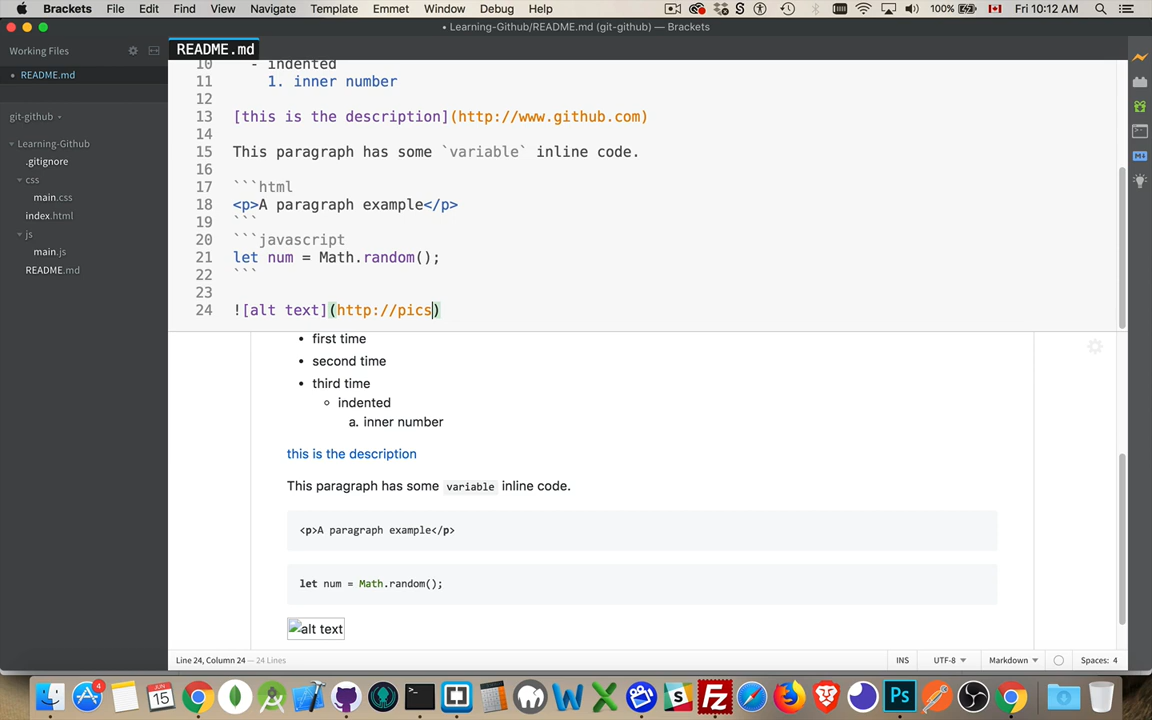 Brackets File Edit Find View Navigate Template Emmet Window Debug Help 100% Fri 10:12 AM
• Learning-Github/README.md (git-github) — Brackets
Working Files
• README.md
git-github
Learning-Github
.gitignore
css
main.css
index.html
js
main.js
README.md
README.md
10 - indented
11 1. inner number
12
13 [this is the description](http://www.github.com)
14
15 This paragraph has some `variable` inline code.
16
17 ```html
18 <p>A paragraph example</p>
19 ```
20 ```javascript
21 let num = Math.random();
22 ```
23
24 ![alt text](http://pics)
• first time
• second time
• third time
indented
a. inner number
this is the description
This paragraph has some variable inline code.
<p>A paragraph example</p>
let num = Math.random();
alt text
Line 24, Column 24 — 24 Lines
INS UTF-8 Markdown Spaces: 4
4
JUN
15
Ps